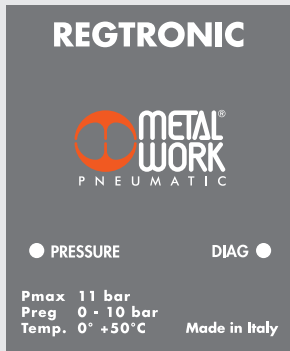 REGTRONIC
METAL®
WORK
PNEUMATIC
PRESSURE DIAG
Pmax 11 bar
Preg 0 - 10 bar
Temp. 0° +50°C Made in Italy